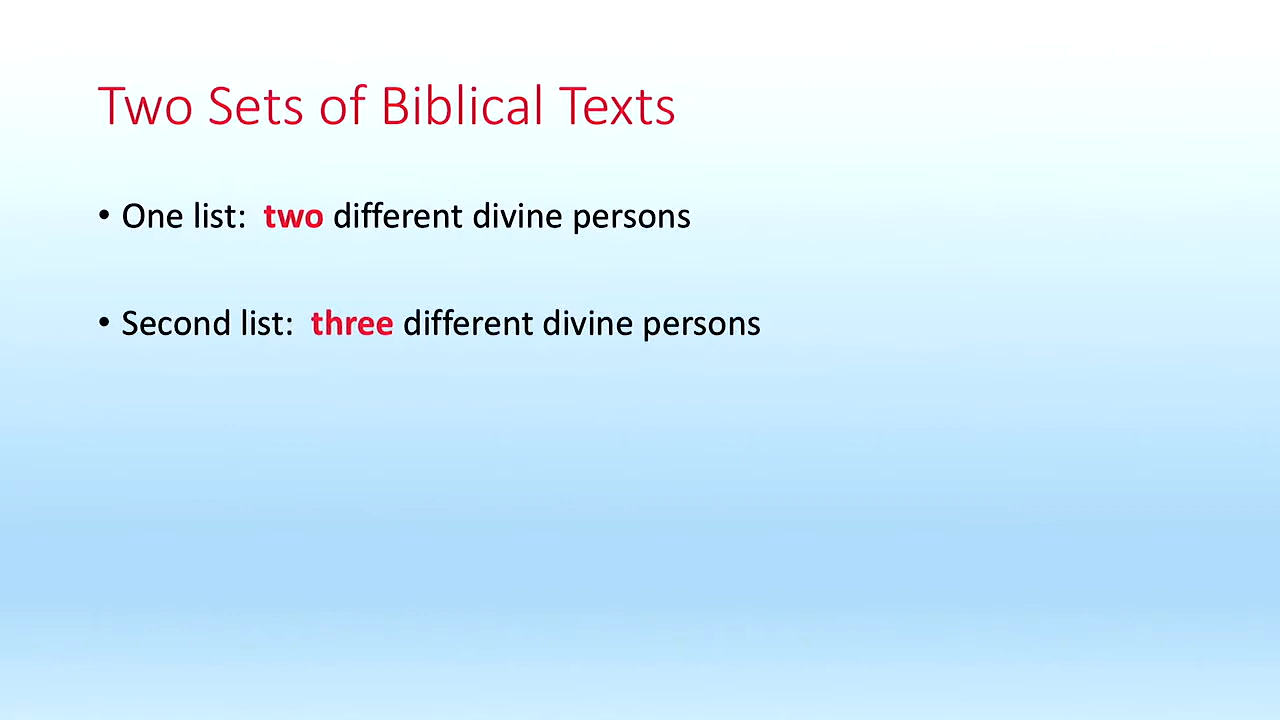 Two Sets of Biblical Texts
• One list:  two different divine persons
• Second list:  three different divine persons